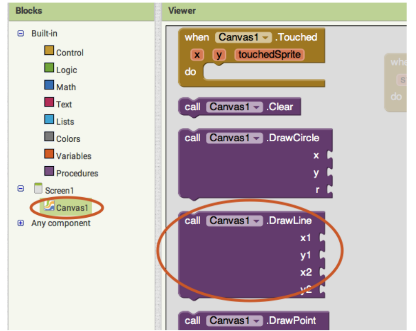 Blocks
Viewer
Built-in
Control
Logic
Math
Text
Lists
Colors
Variables
Procedures
Screen1
Canvas1
Any component
when Canvas1 .Touched
x y touchedSprite
do
call Canvas1 .Clear
call Canvas1 .DrawCircle
x
y
r
call Canvas1 .DrawLine
x1
y1
x2
y2
call Canvas1 .DrawPoint
whe
s
do